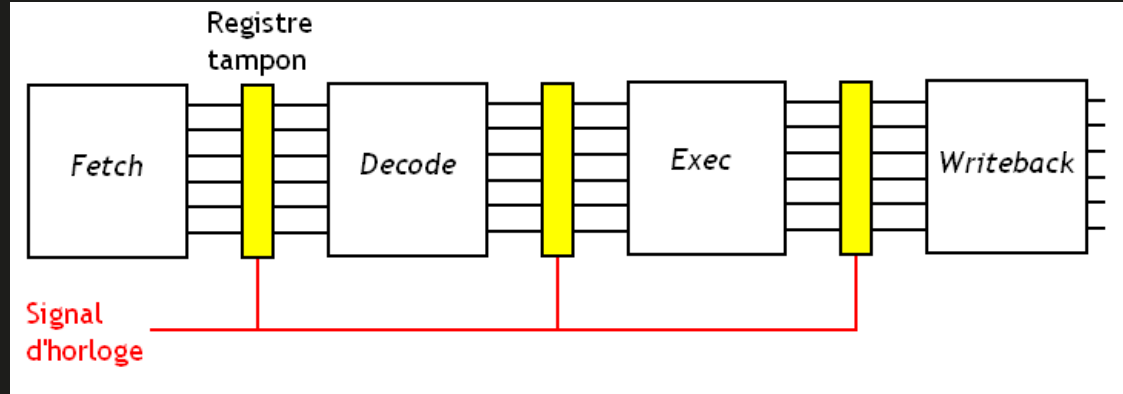 Registre
tampon
Fetch
Decode
Exec
Writeback
Signal
d'horloge